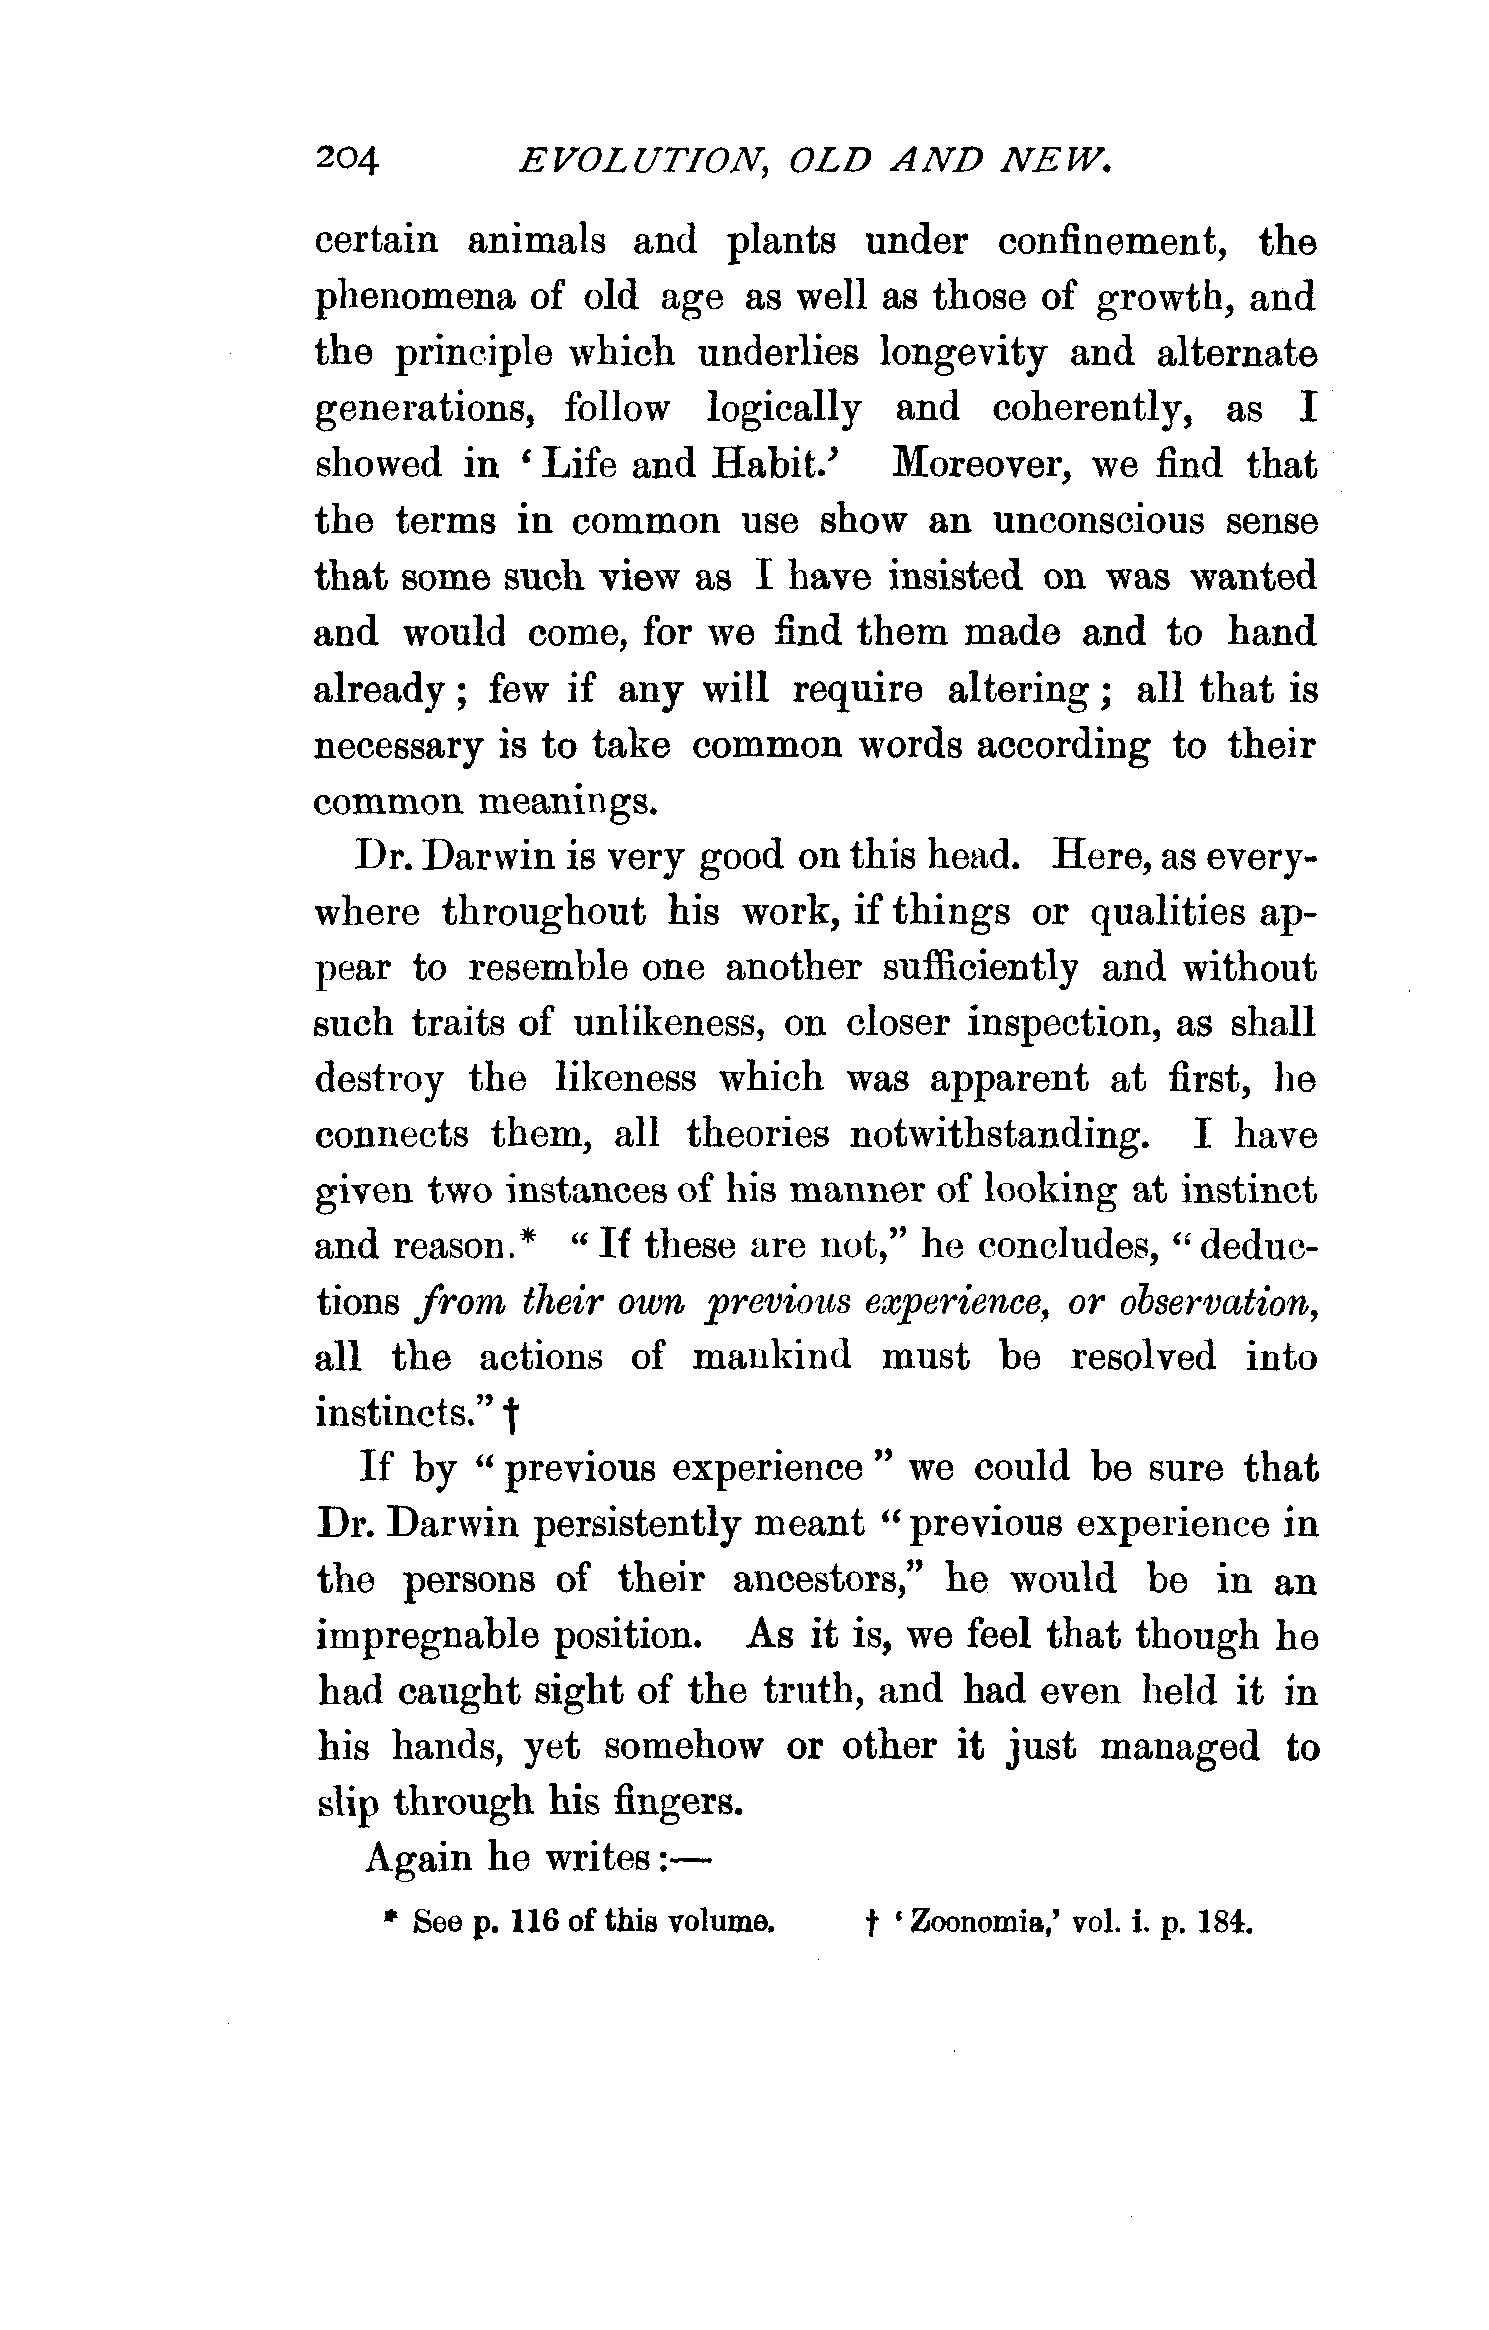 204 EVOLUTION, OLD AND NEW.
certain animals and plants under confinement, the
phenomena of old age as well as those of growth, and
the principle which underlies longevity and alternate
generations, follow logically and coherently, as I
showed in ‘Life and Habit.’ Moreover, we find that
the terms in common use show an unconscious sense
that some such view as I have insisted on was wanted
and would come, for we find them made and to hand
already; few if any will require altering; all that is
necessary is to take common words according to their
common meanings.
Dr. Darwin is very good on this head. Here, as every-
where throughout his work, if things or qualities ap-
pear to resemble one another sufficiently and without
such traits of unlikeness, on closer inspection, as shall
destroy the likeness which was apparent at first, he
connects them, all theories notwithstanding. I have
given two instances of his manner of looking at instinct
and reason.* “If these are not,” he concludes, “deduc-
tions from their own previous experience, or observation,
all the actions of mankind must be resolved into
instincts.” †
If by “previous experience” we could be sure that
Dr. Darwin persistently meant “previous experience in
the persons of their ancestors,” he would be in an
impregnable position. As it is, we feel that though he
had caught sight of the truth, and had even held it in
his hands, yet somehow or other it just managed to
slip through his fingers.
Again he writes:—
* See p. 116 of this volume. † ‘Zoonomia,’ vol. i. p. 184.